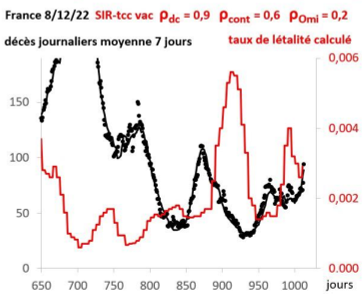 France 8/12/22 SIR-tcc vac ρdc = 0,9 ρcont = 0,6 ρOmi = 0,2
décès journaliers moyenne 7 jours taux de létalité calculé
0,006
150
0,004
100
0,002
50
0 0.000
650 700 750 800 850 900 950 1000 jours